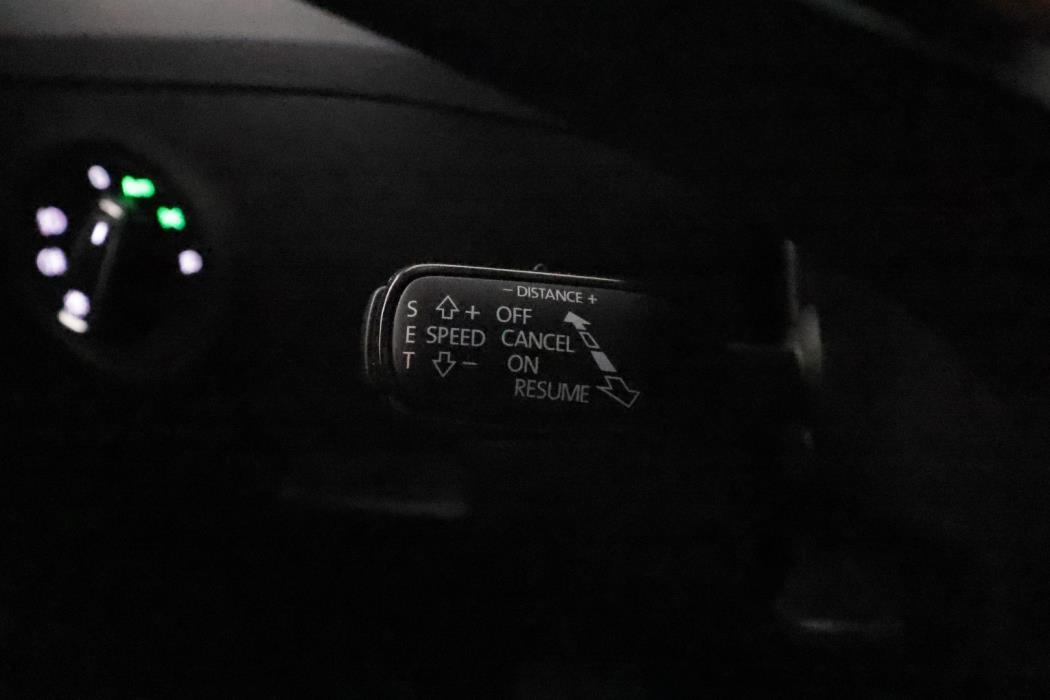 − DISTANCE +
S + OFF
E SPEED CANCEL
T − ON
RESUME